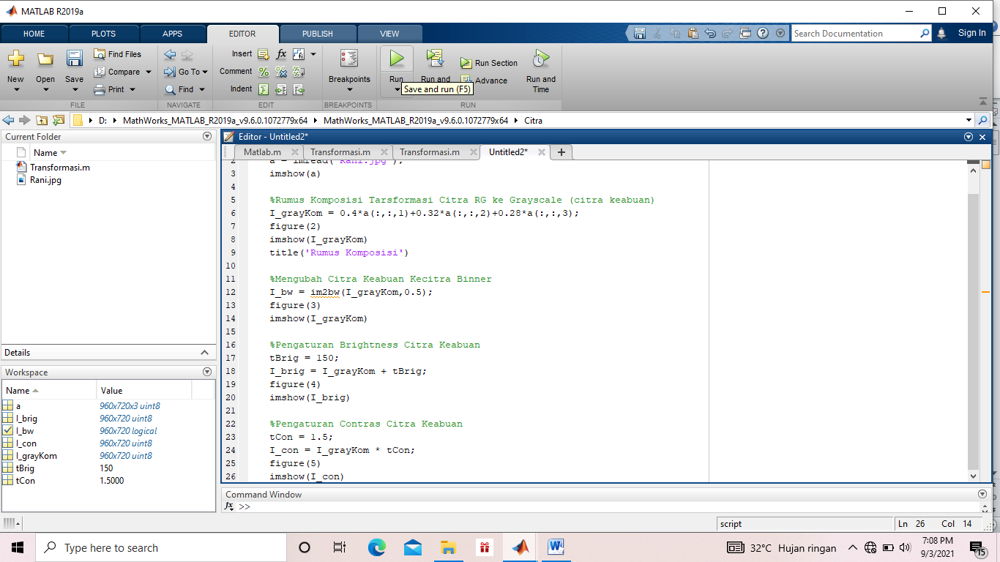 MATLAB R2019a
HOME PLOTS APPS EDITOR PUBLISH VIEW
Search Documentation Sign In
New Open Save Find Files Compare Print
Go To Find
Insert fx Comment Indent
Breakpoints
Run Run and Run Section Advance Run and Time
Save and run (F5)
FILE NAVIGATE EDIT BREAKPOINTS RUN
D: MathWorks_MATLAB_R2019a_v9.6.0.1072779x64 MathWorks_MATLAB_R2019a_v9.6.0.1072779x64 Citra
Current Folder
Name
Transformasi.m
Rani.jpg
Details
Workspace
Name Value
a 960x720x3 uint8
I_brig 960x720 uint8
I_bw 960x720 logical
I_con 960x720 uint8
I_grayKom 960x720 uint8
tBrig 150
tCon 1.5000
Editor - Untitled2*
Matlab.m Transformasi.m Transformasi.m Untitled2* +
2 a = imread('Rani.jpg');
3 imshow(a)
4
5 %Rumus Komposisi Tarsformasi Citra RG ke Grayscale (citra keabuan)
6 I_grayKom = 0.4*a(:,:,1)+0.32*a(:,:,2)+0.28*a(:,:,3);
7 figure(2)
8 imshow(I_grayKom)
9 title('Rumus Komposisi')
10
11 %Mengubah Citra Keabuan Kecitra Binner
12 I_bw = im2bw(I_grayKom,0.5);
13 figure(3)
14 imshow(I_grayKom)
15
16 %Pengaturan Brightness Citra Keabuan
17 tBrig = 150;
18 I_brig = I_grayKom + tBrig;
19 figure(4)
20 imshow(I_brig)
21
22 %Pengaturan Contras Citra Keabuan
23 tCon = 1.5;
24 I_con = I_grayKom * tCon;
25 figure(5)
26 imshow(I_con)
Command Window
fx >>
script Ln 26 Col 14
Type here to search
32°C Hujan ringan
7:08 PM
9/3/2021
15